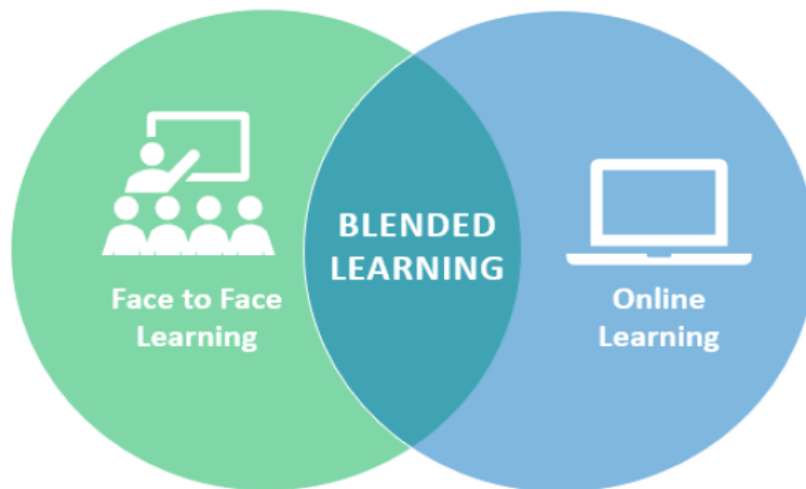 Face to Face
Learning
BLENDED
LEARNING
Online
Learning